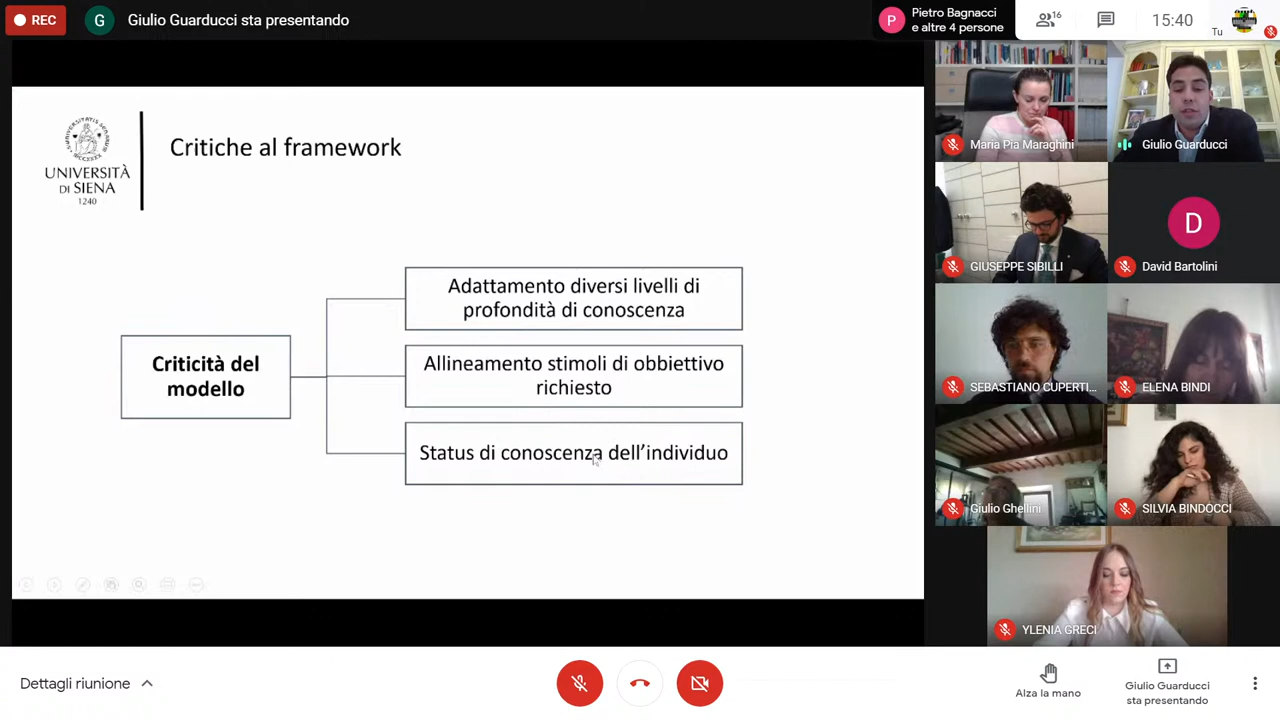 REC
G
Giulio Guarducci sta presentando
P
Pietro Bagnacci
e altre 4 persone
16
15:40
Tu
UNIVERSITÀ
DI SIENA
1240
Critiche al framework
Criticità del
modello
Adattamento diversi livelli di
profondità di conoscenza
Allineamento stimoli di obbiettivo
richiesto
Status di conoscenza dell'individuo
Maria Pia Maraghini
Giulio Guarducci
GIUSEPPE SIBILLI
D
David Bartolini
SEBASTIANO CUPERTI...
ELENA BINDI
Giulio Ghellini
SILVIA BINDOCCI
YLENIA GRECI
Dettagli riunione
Alza la mano
Giulio Guarducci
sta presentando